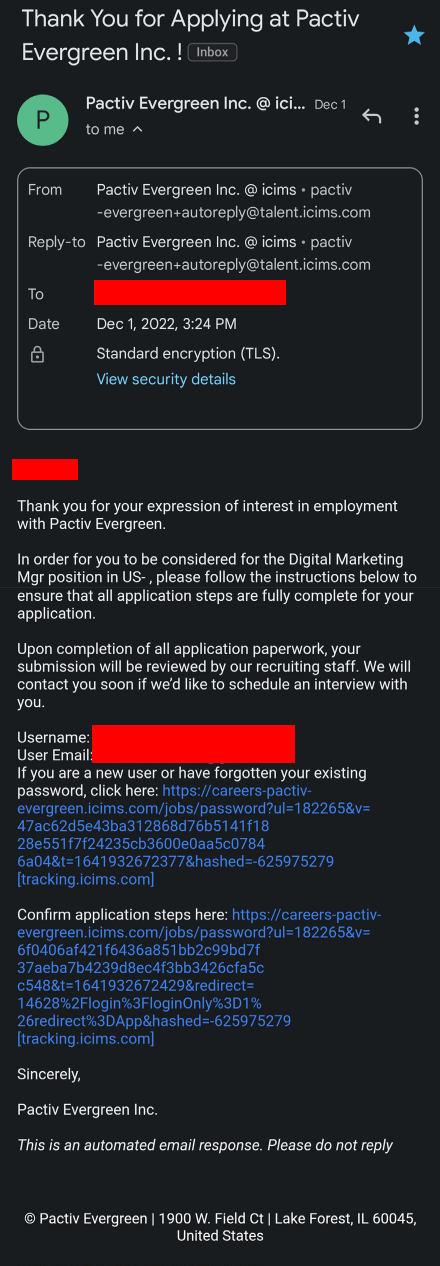 Thank You for Applying at Pactiv
Evergreen Inc. ! Inbox
P
Pactiv Evergreen Inc. @ ici... Dec 1
to me
From Pactiv Evergreen Inc. @ icims • pactiv
-evergreen+autoreply@talent.icims.com
Reply-to Pactiv Evergreen Inc. @ icims • pactiv
-evergreen+autoreply@talent.icims.com
To
Date Dec 1, 2022, 3:24 PM
Standard encryption (TLS).
View security details
Thank you for your expression of interest in employment
with Pactiv Evergreen.
In order for you to be considered for the Digital Marketing
Mgr position in US- , please follow the instructions below to
ensure that all application steps are fully complete for your
application.
Upon completion of all application paperwork, your
submission will be reviewed by our recruiting staff. We will
contact you soon if we’d like to schedule an interview with
you.
Username:
User Email:
If you are a new user or have forgotten your existing
password, click here: https://careers-pactiv-
evergreen.icims.com/jobs/password?ul=182265&v=
47ac62d5e43ba312868d76b5141f18
28e551f7f24235cb3600e0aa5c0784
6a04&t=1641932672377&hashed=-625975279
[tracking.icims.com]
Confirm application steps here: https://careers-pactiv-
evergreen.icims.com/jobs/password?ul=182265&v=
6f0406af421f6436a851bb2c99bd7f
37aeba7b4239d8ec4f3bb3426cfa5c
c548&t=1641932672429&redirect=
14628%2Flogin%3FloginOnly%3D1%
26redirect%3DApp&hashed=-625975279
[tracking.icims.com]
Sincerely,
Pactiv Evergreen Inc.
This is an automated email response. Please do not reply
© Pactiv Evergreen | 1900 W. Field Ct | Lake Forest, IL 60045,
United States